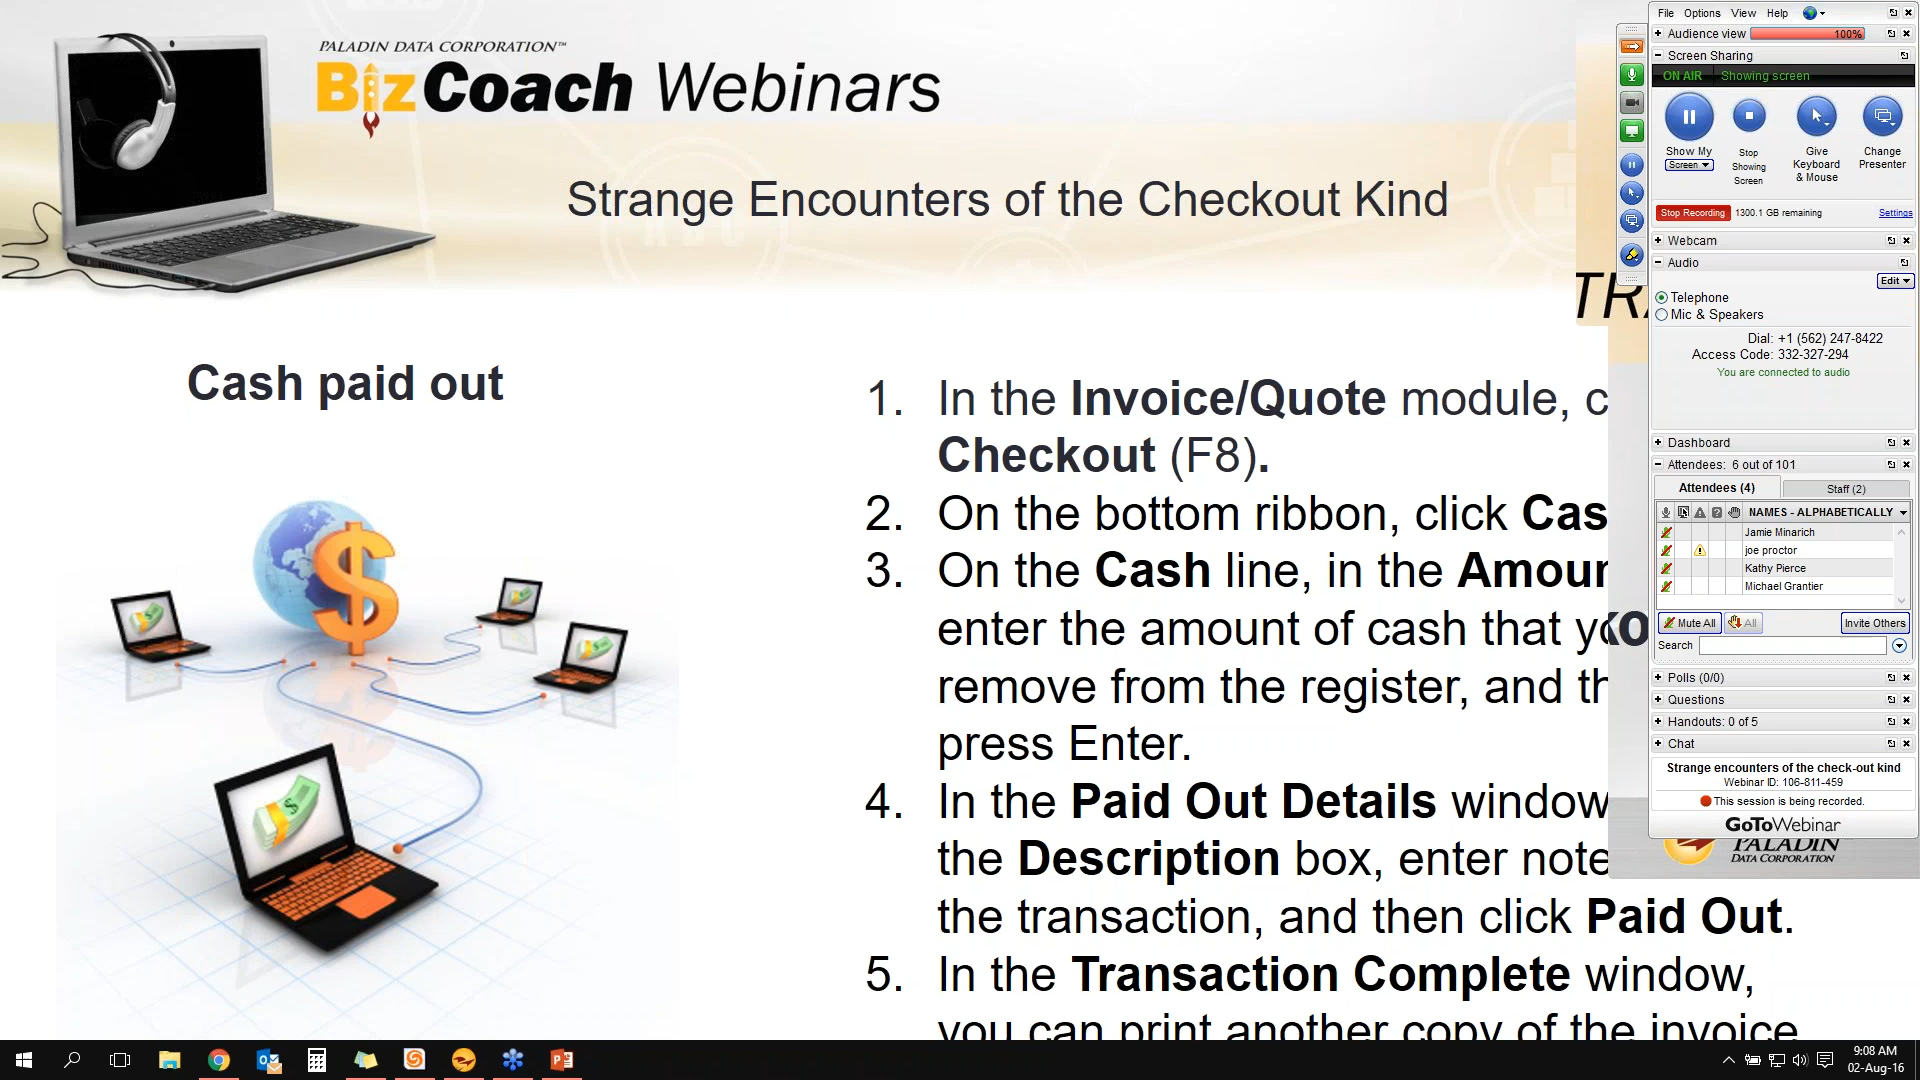 PALADIN DATA CORPORATION™
BizCoach Webinars
Strange Encounters of the Checkout Kind
Cash paid out
1. In the Invoice/Quote module, c
Checkout (F8).
2. On the bottom ribbon, click Cas
3. On the Cash line, in the Amoun
enter the amount of cash that yo
remove from the register, and th
press Enter.
4. In the Paid Out Details window
the Description box, enter note
the transaction, and then click Paid Out.
5. In the Transaction Complete window,
you can print another copy of the invoice
File Options View Help
Audience view 100%
Screen Sharing
ON AIR Showing screen
Show My Screen
Stop Showing Screen
Give Keyboard & Mouse
Change Presenter
Stop Recording 1300.1 GB remaining Settings
Webcam
Audio
Edit
Telephone
Mic & Speakers
Dial: +1 (562) 247-8422
Access Code: 332-327-294
You are connected to audio
Dashboard
Attendees: 6 out of 101
Attendees (4) Staff (2)
NAMES - ALPHABETICALLY
Jamie Minarich
joe proctor
Kathy Pierce
Michael Grantier
Mute All All Invite Others
Search
Polls (0/0)
Questions
Handouts: 0 of 5
Chat
Strange encounters of the check-out kind
Webinar ID: 106-811-459
This session is being recorded.
GoToWebinar
PALADIN
DATA CORPORATION
9:08 AM
02-Aug-16